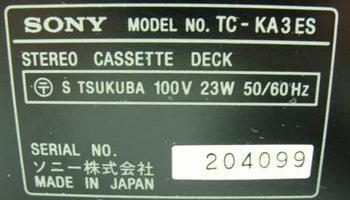 SONY MODEL NO. TC-KA3ES
STEREO CASSETTE DECK
〒 S TSUKUBA 100V 23W 50/60Hz
SERIAL NO. 204099
ソニー株式会社
MADE IN JAPAN